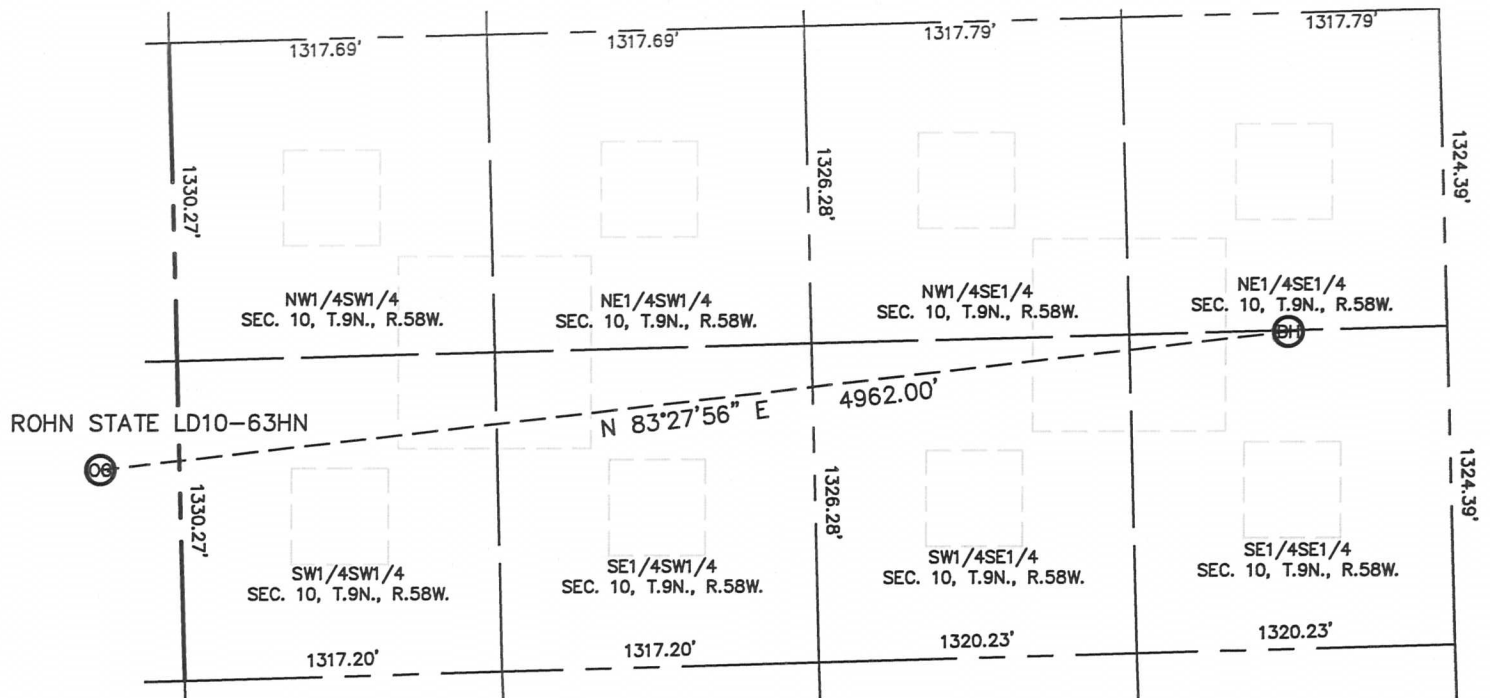 1317.69'
1317.69'
1317.79'
1317.79'
1330.27'
1326.28'
1324.39'
NW1/4SW1/4
SEC. 10, T.9N., R.58W.
NE1/4SW1/4
SEC. 10, T.9N., R.58W.
NW1/4SE1/4
SEC. 10, T.9N., R.58W.
NE1/4SE1/4
SEC. 10, T.9N., R.58W.
BH
ROHN STATE LD10-63HN
N 83°27'56" E
4962.00'
1330.27'
1326.28'
1324.39'
SW1/4SW1/4
SEC. 10, T.9N., R.58W.
SE1/4SW1/4
SEC. 10, T.9N., R.58W.
SW1/4SE1/4
SEC. 10, T.9N., R.58W.
SE1/4SE1/4
SEC. 10, T.9N., R.58W.
1317.20'
1317.20'
1320.23'
1320.23'